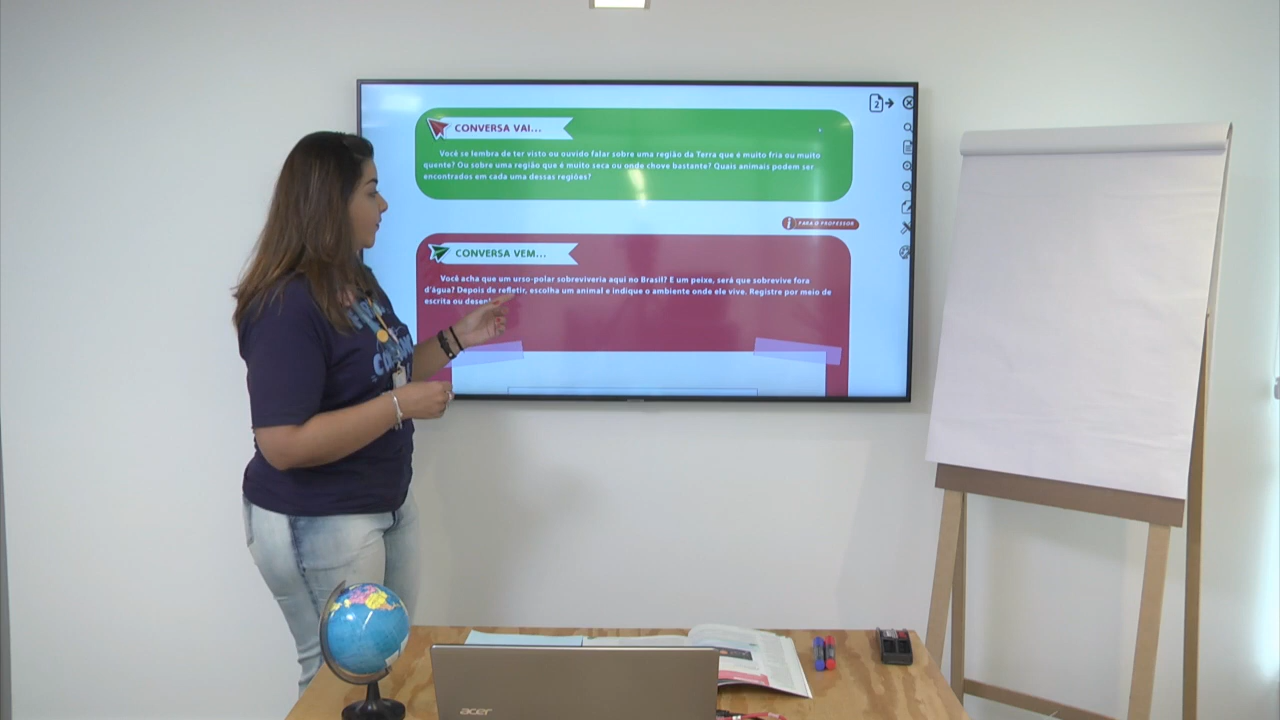 2
CONVERSA VAI...
Você se lembra de ter visto ou ouvido falar sobre uma região da Terra que é muito fria ou muito
quente? Ou sobre uma região que é muito seca ou onde chove bastante? Quais animais podem ser
encontrados em cada uma dessas regiões?
i PARA O PROFESSOR
CONVERSA VEM...
Você acha que um urso-polar sobreviveria aqui no Brasil? E um peixe, será que sobrevive fora
d'água? Depois de refletir, escolha um animal e indique o ambiente onde ele vive. Registre por meio de
escrita ou
acer